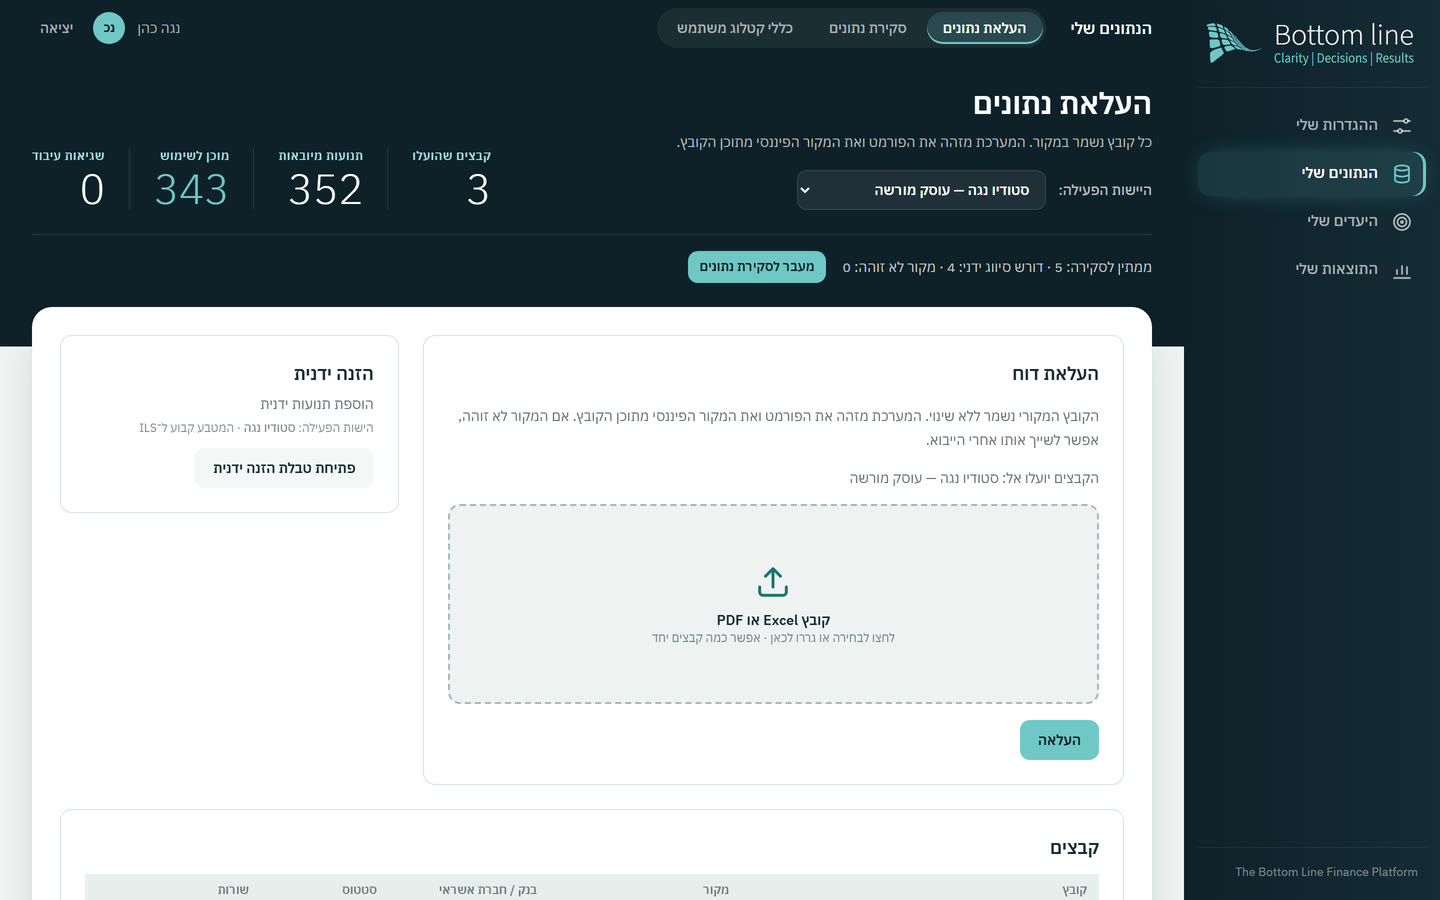 Bottom line
Clarity | Decisions | Results
ההגדרות שלי
הנתונים שלי
היעדים שלי
התוצאות שלי
The Bottom Line Finance Platform
הנתונים שלי
העלאת נתונים
סקירת נתונים
כללי קטלוג משתמש
נגה כהן
נכ
יציאה
העלאת נתונים
כל קובץ נשמר במקור. המערכת מזהה את הפורמט ואת המקור הפיננסי מתוכן הקובץ.
היישות הפעילה:
סטודיו נגה — עוסק מורשה
קבצים שהועלו
3
תנועות מיובאות
352
מוכן לשימוש
343
שגיאות עיבוד
0
ממתין לסקירה: 5 · דורש סיווג ידני: 4 · מקור לא זוהה: 0
מעבר לסקירת נתונים
העלאת דוח
הקובץ המקורי נשמר ללא שינוי. המערכת מזהה את הפורמט ואת המקור הפיננסי מתוכן הקובץ. אם המקור לא זוהה,
אפשר לשייך אותו אחרי הייבוא.
הקבצים יועלו אל: סטודיו נגה — עוסק מורשה
קובץ Excel או PDF
לחצו לבחירה או גררו לכאן · אפשר כמה קבצים יחד
העלאה
הזנה ידנית
הוספת תנועות ידנית
הישות הפעילה: סטודיו נגה · המטבע קבוע ל־ILS
פתיחת טבלת הזנה ידנית
קבצים
קובץ
מקור
בנק / חברת אשראי
סטטוס
שורות